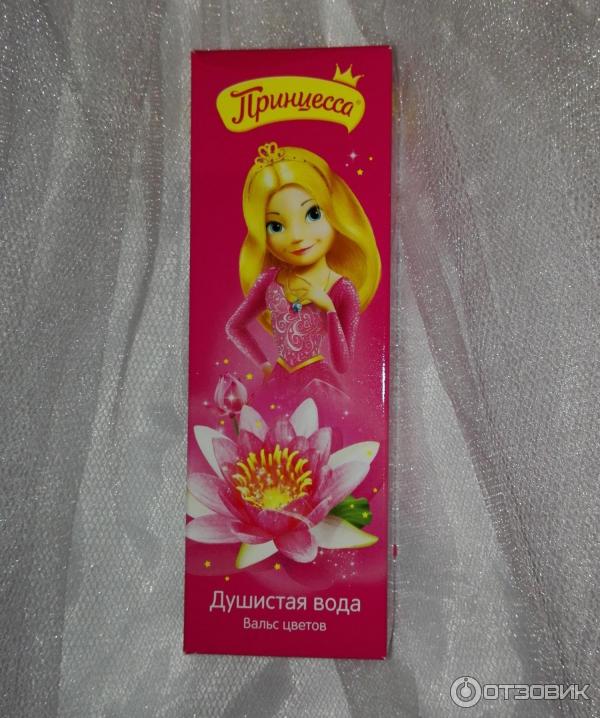 Принцесса®
Душистая вода
Вальс цветов
ОТЗОВИК